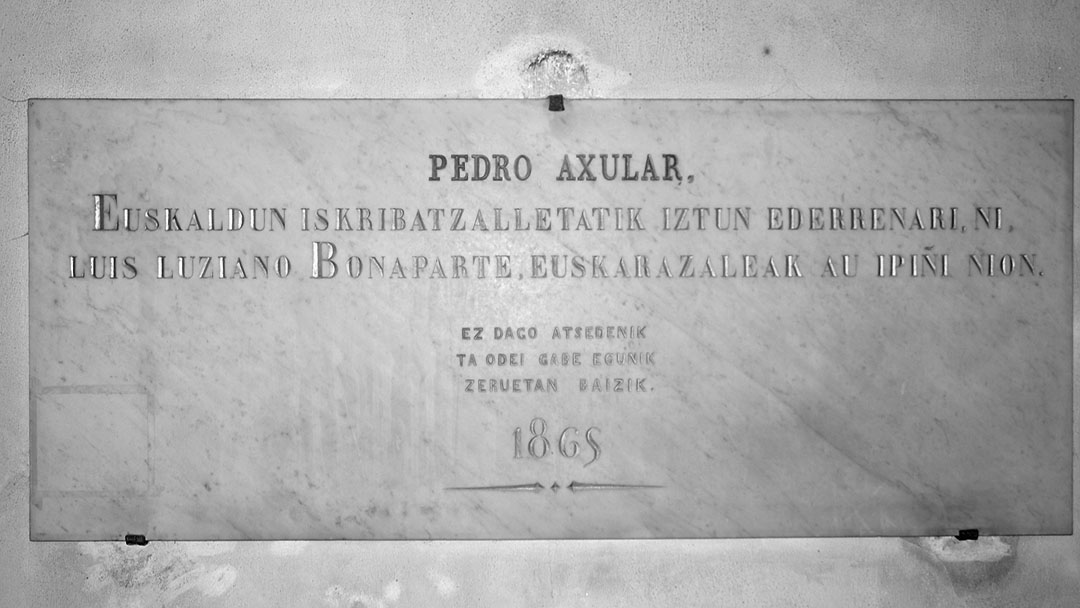 PEDRO AXULAR,
EUSKALDUN ISKRIBATZALLETATIK IZTUN EDERRENARI, NI,
LUIS LUZIANO BONAPARTE, EUSKARAZALEAK AU IPIÑI NION.
EZ DAGO ATSEDENIK
TA ODEI GABE EGUNIK
ZERUETAN BAIZIK.
1865